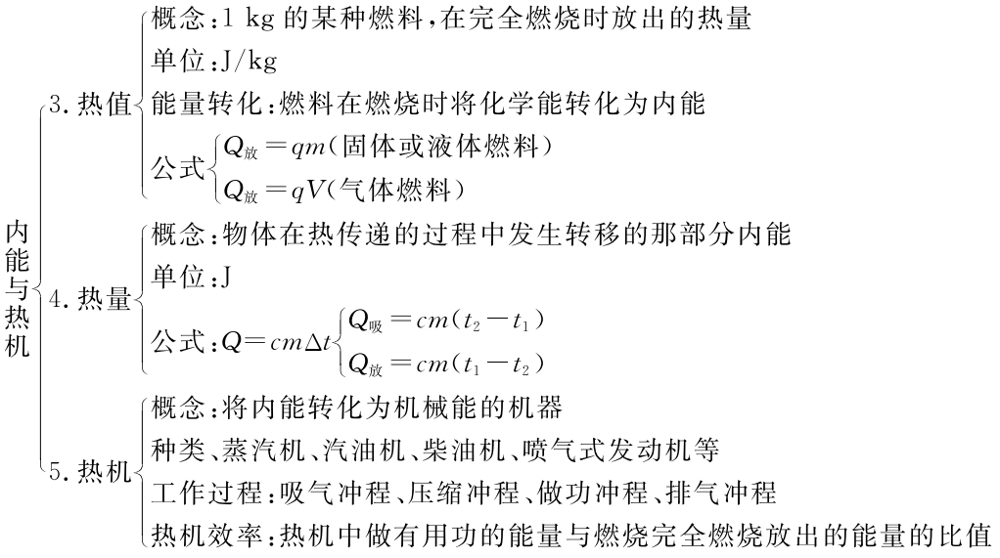 内能与热机
3. 热值
概念:1 kg 的某种燃料,在完全燃烧时放出的热量
单位:J/kg
能量转化:燃料在燃烧时将化学能转化为内能
公式
Q放=qm(固体或液体燃料)
Q放=qV(气体燃料)
4. 热量
概念:物体在热传递的过程中发生转移的那部分内能
单位:J
公式:Q=cmΔt
Q吸=cm(t₂-t₁)
Q放=cm(t₁-t₂)
5. 热机
概念:将内能转化为机械能的机器
种类、蒸汽机、汽油机、柴油机、喷气式发动机等
工作过程:吸气冲程、压缩冲程、做功冲程、排气冲程
热机效率:热机中做有用功的能量与燃烧完全燃烧放出的能量的比值